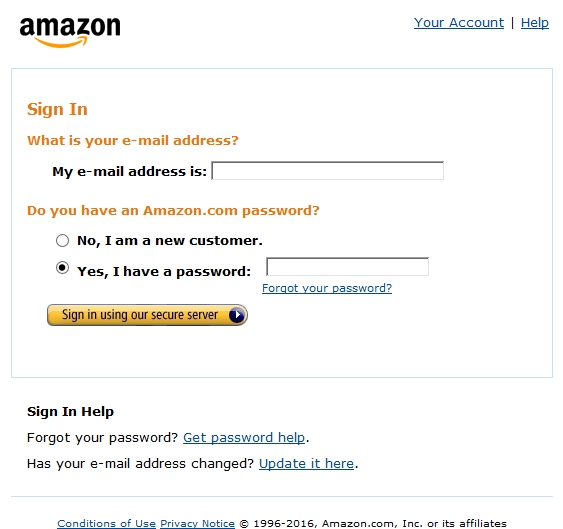 amazon
Your Account | Help
Sign In
What is your e-mail address?
My e-mail address is:
Do you have an Amazon.com password?
No, I am a new customer.
Yes, I have a password:
Forgot your password?
Sign in using our secure server
Sign In Help
Forgot your password? Get password help.
Has your e-mail address changed? Update it here.
Conditions of Use Privacy Notice © 1996-2016, Amazon.com, Inc. or its affiliates